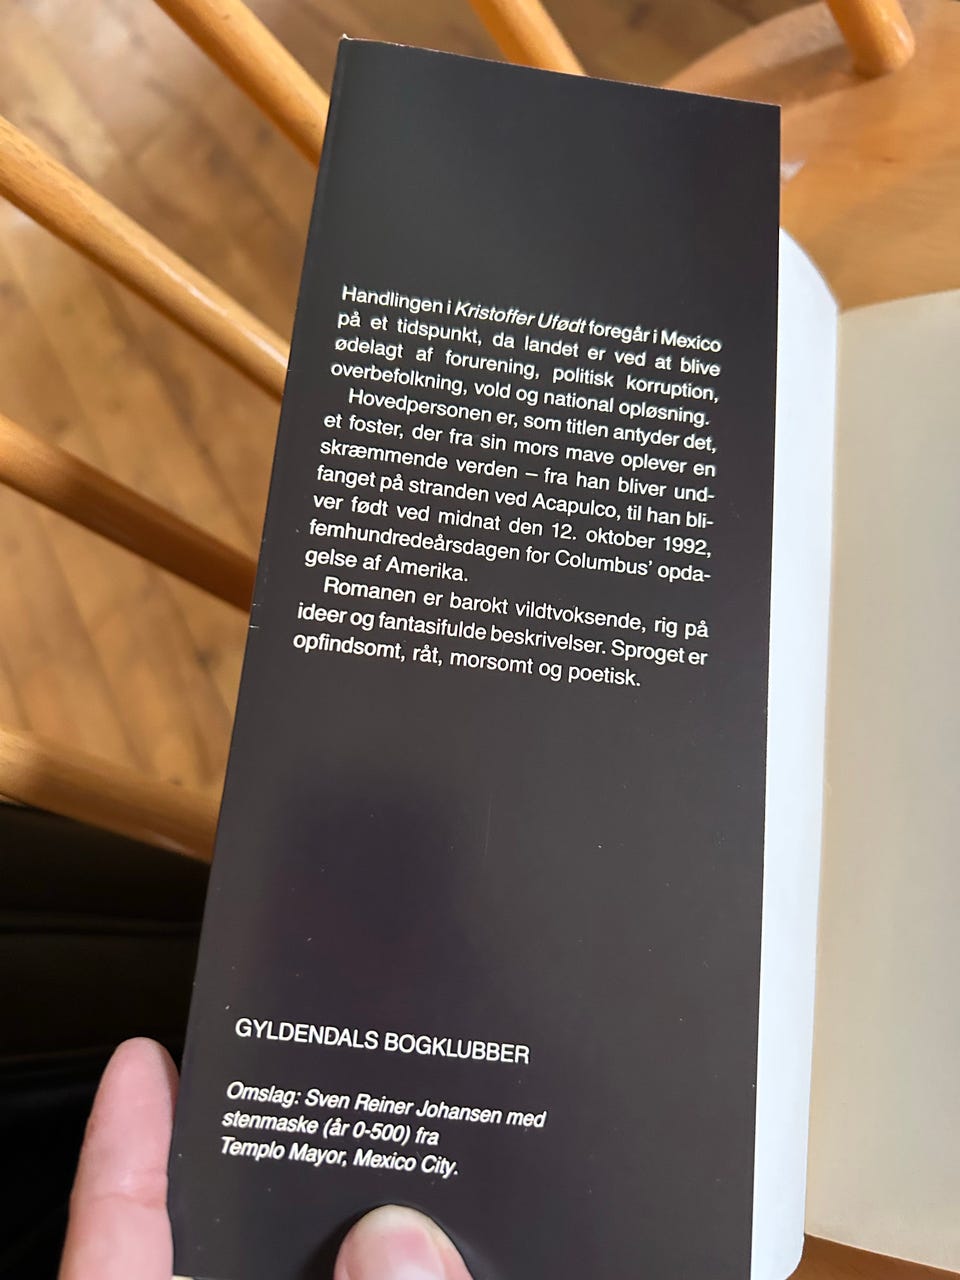 Handlingen i Kristoffer Ufødt foregår i Mexico
på et tidspunkt, da landet er ved at blive
ødelagt af forurening, politisk korruption,
overbefolkning, vold og national opløsning.
Hovedpersonen er, som titlen antyder det,
et foster, der fra sin mors mave oplever en
skræmmende verden – fra han bliver und-
fanget på stranden ved Acapulco, til han bli-
ver født ved midnat den 12. oktober 1992,
femhundredeårsdagen for Columbus' opda-
gelse af Amerika.
Romanen er barokt vildtvoksende, rig på
ideer og fantasifulde beskrivelser. Sproget er
opfindsomt, råt, morsomt og poetisk.
GYLDENDALS BOGKLUBBER
Omslag: Sven Reiner Johansen med
stenmaske (år 0-500) fra
Templo Mayor, Mexico City.